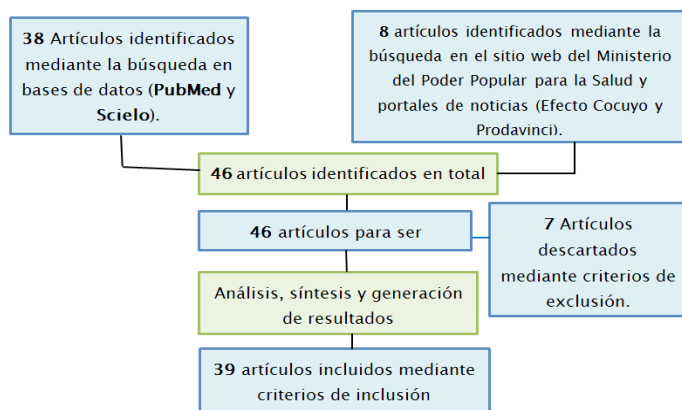 38 Artículos identificados
mediante la búsqueda en
bases de datos (PubMed y
Scielo).
8 artículos identificados mediante la
búsqueda en el sitio web del Ministerio
del Poder Popular para la Salud y
portales de noticias (Efecto Cocuyo y
Prodavinci).
46 artículos identificados en total
46 artículos para ser
7 Artículos
descartados
mediante criterios de
exclusión.
Análisis, síntesis y generación
de resultados
39 artículos incluidos mediante
criterios de inclusión